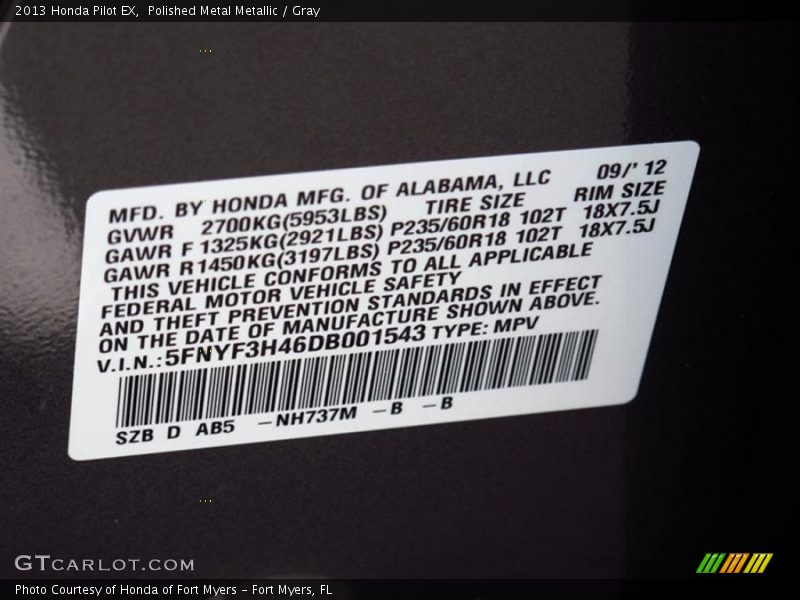 2013 Honda Pilot EX,  Polished Metal Metallic / Gray
MFD. BY HONDA MFG. OF ALABAMA, LLC 09/' 12
GVWR 2700KG(5953LBS) TIRE SIZE RIM SIZE
GAWR F 1325KG(2921LBS) P235/60R18 102T 18X7.5J
GAWR R1450KG(3197LBS) P235/60R18 102T 18X7.5J
THIS VEHICLE CONFORMS TO ALL APPLICABLE
FEDERAL MOTOR VEHICLE SAFETY
AND THEFT PREVENTION STANDARDS IN EFFECT
ON THE DATE OF MANUFACTURE SHOWN ABOVE.
V.I.N.:5FNYF3H46DB001543 TYPE: MPV
SZB D AB5 -NH737M -B -B
GTCARLOT.COM
Photo Courtesy of Honda of Fort Myers - Fort Myers, FL